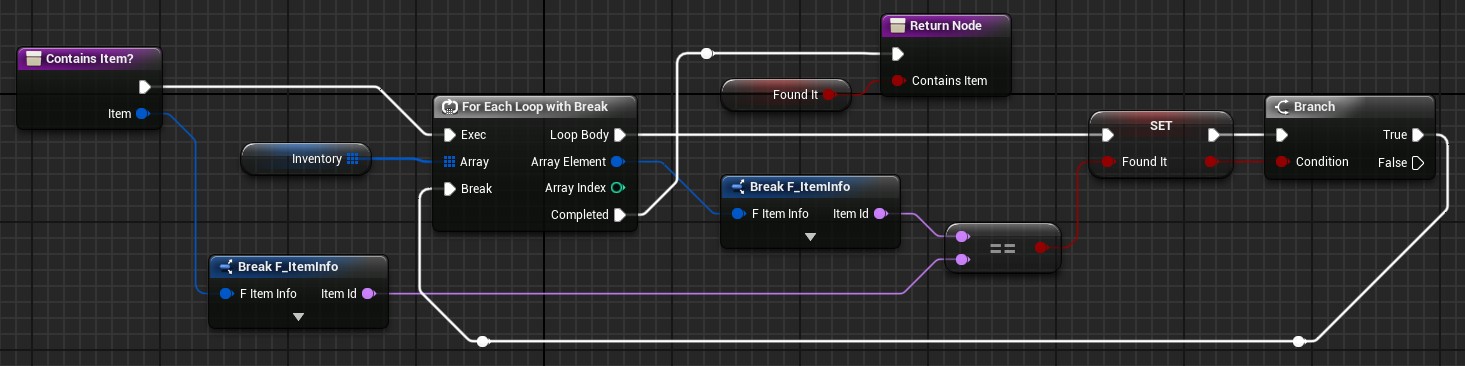 Contains Item?
Item
Inventory
Break F_ItemInfo
F Item Info Item Id
For Each Loop with Break
Exec Loop Body
Array Array Element
Break Array Index
Completed
Return Node
Contains Item
Found It
Break F_ItemInfo
F Item Info Item Id
==
SET
Found It
Branch
True
Condition False